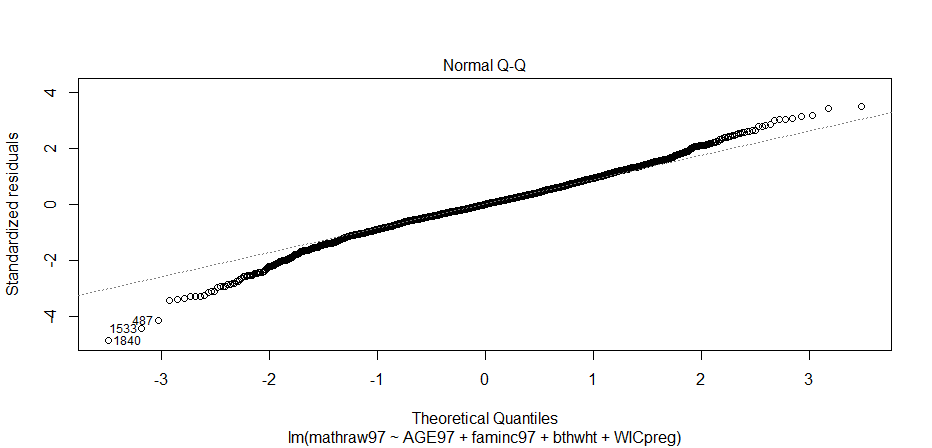 Normal Q-Q
Standardized residuals
4
2
0
-2
-4
487
1533
1840
-3 -2 -1 0 1 2 3
Theoretical Quantiles
lm(mathraw97 ~ AGE97 + faminc97 + bthwht + WICpreg)